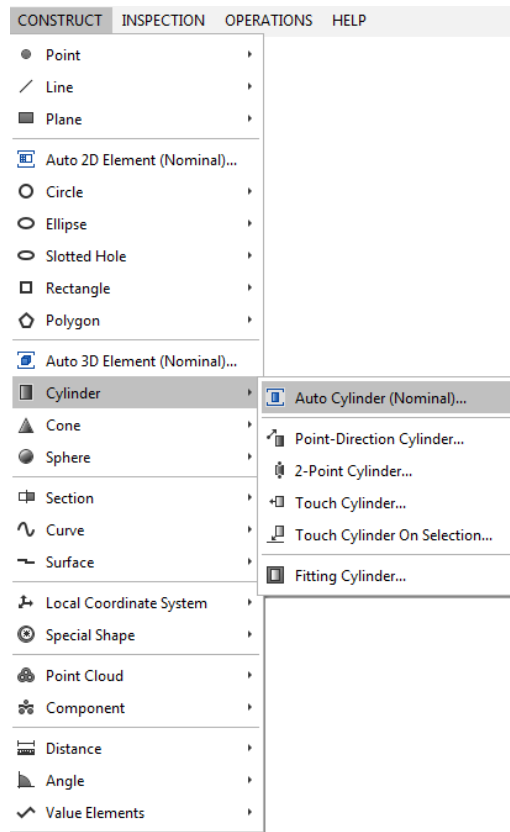 CONSTRUCT INSPECTION OPERATIONS HELP
Point
Line
Plane
Auto 2D Element (Nominal)...
Circle
Ellipse
Slotted Hole
Rectangle
Polygon
Auto 3D Element (Nominal)...
Cylinder
Cone
Sphere
Section
Curve
Surface
Local Coordinate System
Special Shape
Point Cloud
Component
Distance
Angle
Value Elements
Auto Cylinder (Nominal)...
Point-Direction Cylinder...
2-Point Cylinder...
Touch Cylinder...
Touch Cylinder On Selection...
Fitting Cylinder...